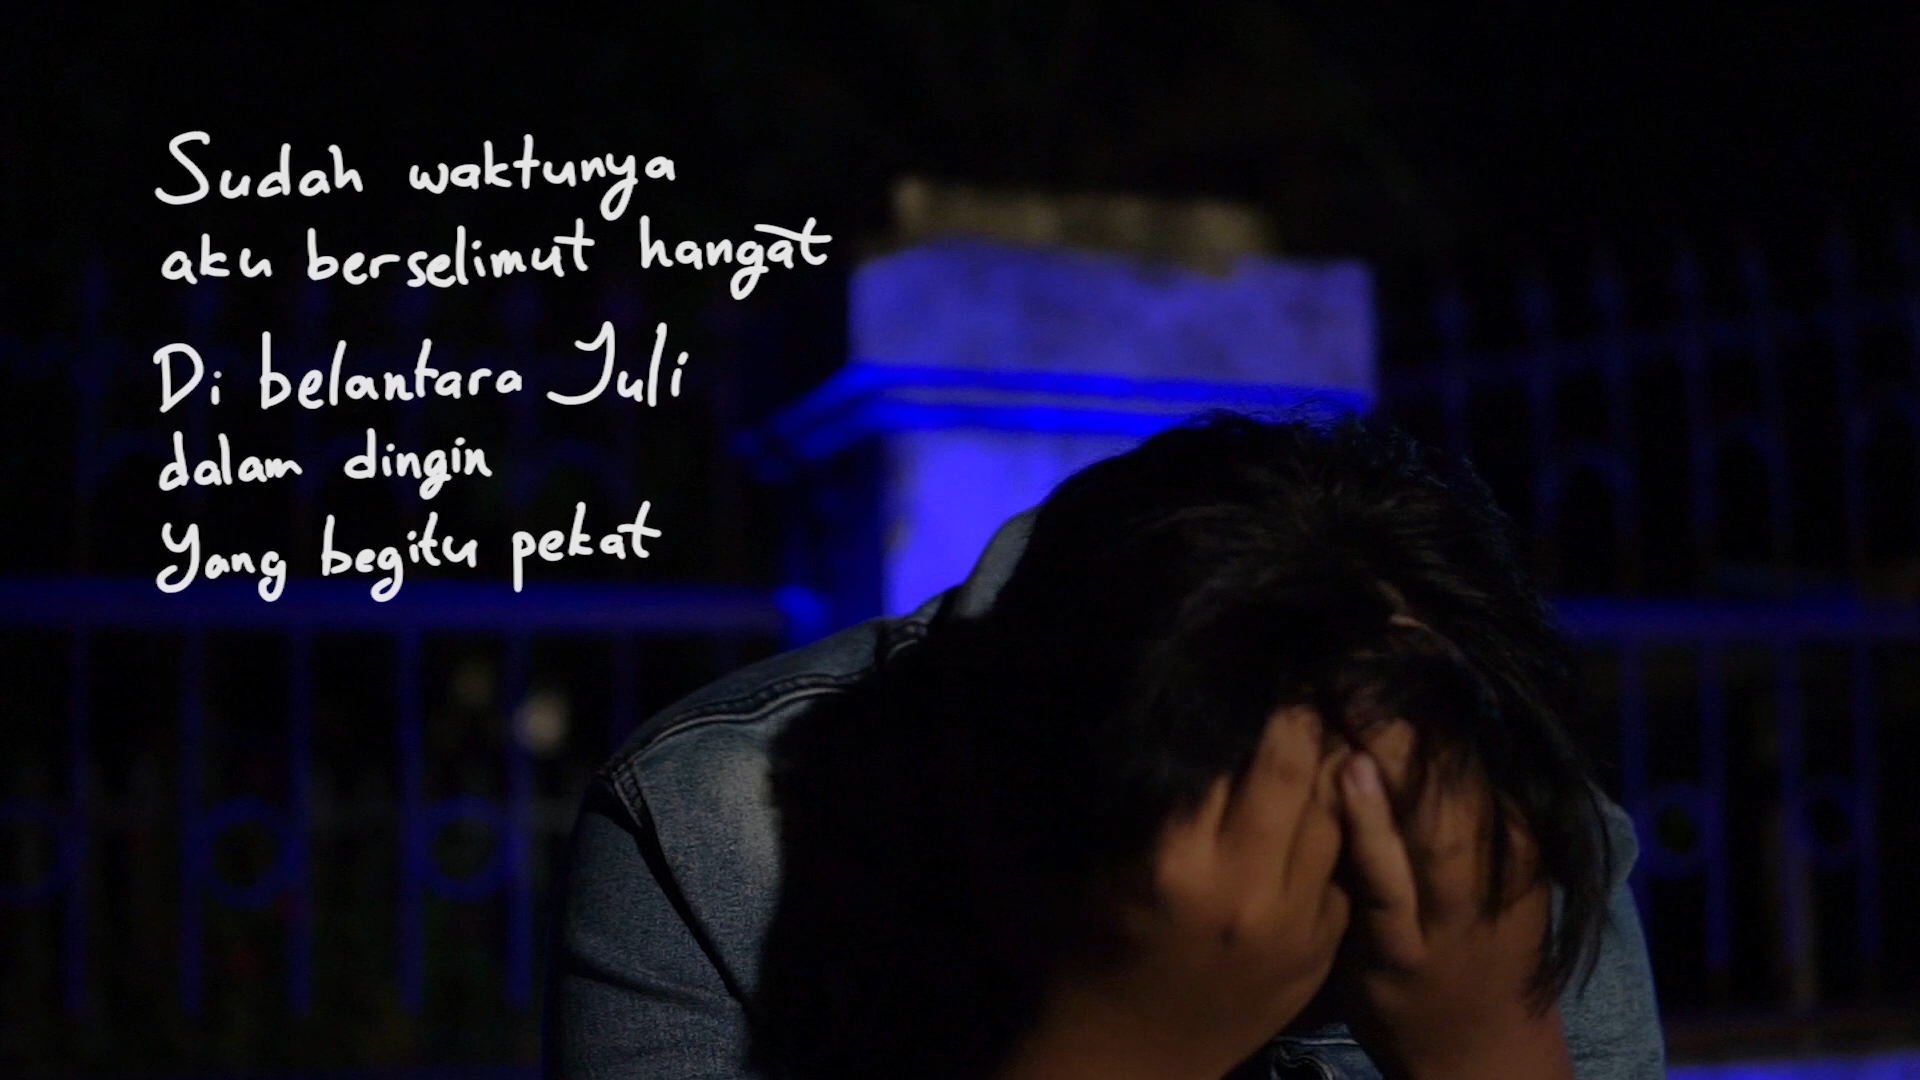 Sudah waktunya
aku berselimut hangat
Di belantara Juli
dalam dingin
Yang begitu pekat